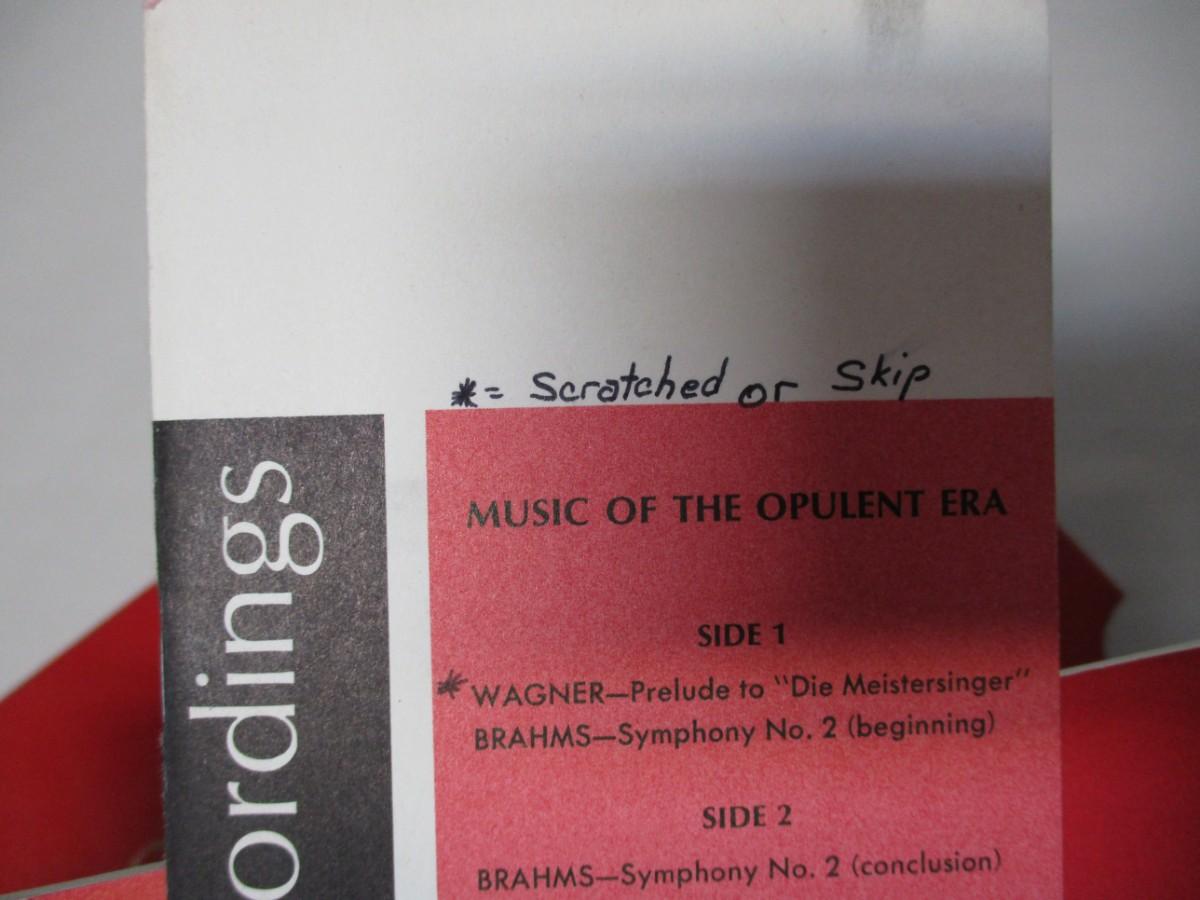 *= Scratched or Skip
ordings
MUSIC OF THE OPULENT ERA
SIDE 1
* WAGNER—Prelude to "Die Meistersinger"
BRAHMS—Symphony No. 2 (beginning)
SIDE 2
BRAHMS—Symphony No. 2 (conclusion)